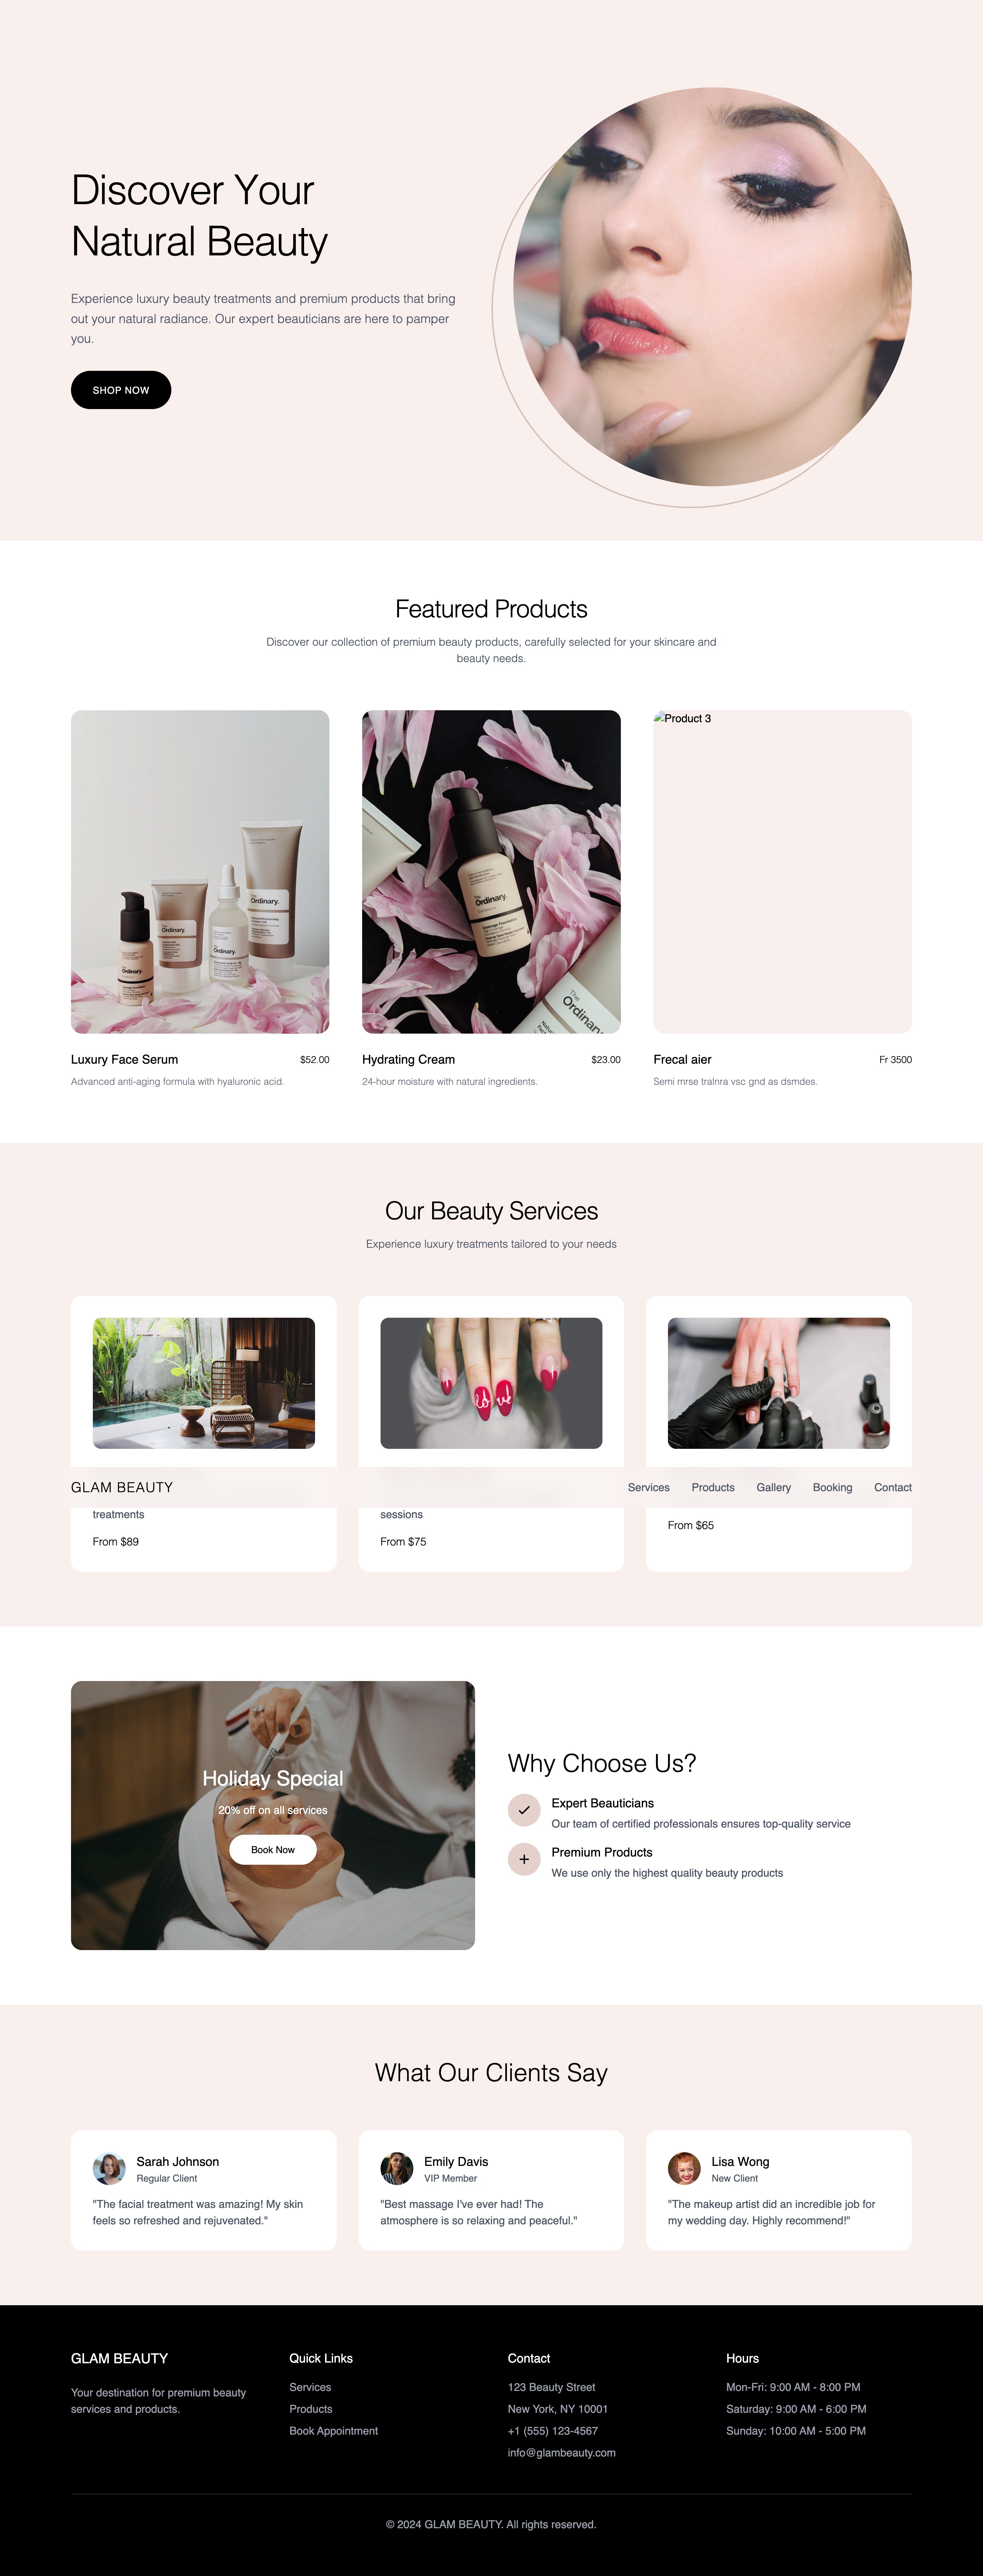 Discover Your
Natural Beauty
Experience luxury beauty treatments and premium products that bring
out your natural radiance. Our expert beauticians are here to pamper
you.
SHOP NOW
Featured Products
Discover our collection of premium beauty products, carefully selected for your skincare and
beauty needs.
The
Ordinary.
The
Ordinary.
Ordinary.
Ordinary.
The
Ordinary.
The
Ordinary.
Product 3
Luxury Face Serum
$52.00
Advanced anti-aging formula with hyaluronic acid.
Hydrating Cream
$23.00
24-hour moisture with natural ingredients.
Frecal aier
Fr 3500
Semi mrse tralnra vsc gnd as dsmdes.
Our Beauty Services
Experience luxury treatments tailored to your needs
lo ve
GLAM BEAUTY
Services
Products
Gallery
Booking
Contact
treatments
From $89
sessions
From $75
From $65
Holiday Special
20% off on all services
Book Now
Why Choose Us?
Expert Beauticians
Our team of certified professionals ensures top-quality service
Premium Products
We use only the highest quality beauty products
What Our Clients Say
Sarah Johnson
Regular Client
"The facial treatment was amazing! My skin
feels so refreshed and rejuvenated."
Emily Davis
VIP Member
"Best massage I've ever had! The
atmosphere is so relaxing and peaceful."
Lisa Wong
New Client
"The makeup artist did an incredible job for
my wedding day. Highly recommend!"
GLAM BEAUTY
Your destination for premium beauty
services and products.
Quick Links
Services
Products
Book Appointment
Contact
123 Beauty Street
New York, NY 10001
+1 (555) 123-4567
info@glambeauty.com
Hours
Mon-Fri: 9:00 AM - 8:00 PM
Saturday: 9:00 AM - 6:00 PM
Sunday: 10:00 AM - 5:00 PM
© 2024 GLAM BEAUTY. All rights reserved.